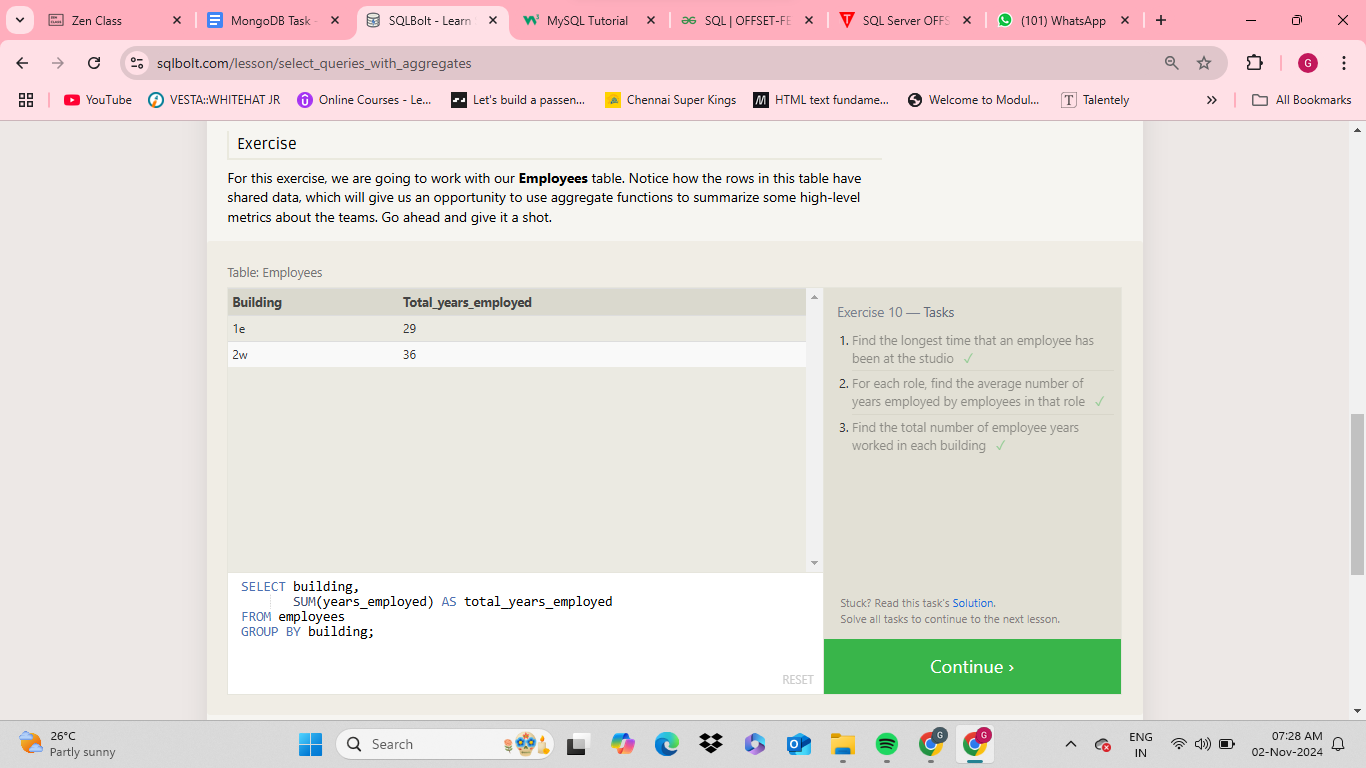 Zen Class
MongoDB Task -
SQLBolt - Learn
MySQL Tutorial
SQL | OFFSET-FE
SQL Server OFFS
(101) WhatsApp
sqlbolt.com/lesson/select_queries_with_aggregates
G
YouTube
VESTA::WHITEHAT JR
Online Courses - Le...
Let's build a passen...
Chennai Super Kings
HTML text fundame...
Welcome to Modul...
Talentely
All Bookmarks
Exercise
For this exercise, we are going to work with our Employees table. Notice how the rows in this table have
shared data, which will give us an opportunity to use aggregate functions to summarize some high-level
metrics about the teams. Go ahead and give it a shot.
Table: Employees
Building Total_years_employed
1e 29
2w 36
SELECT building,
SUM(years_employed) AS total_years_employed
FROM employees
GROUP BY building;
RESET
Exercise 10 — Tasks
1. Find the longest time that an employee has
been at the studio ✓
2. For each role, find the average number of
years employed by employees in that role ✓
3. Find the total number of employee years
worked in each building ✓
Stuck? Read this task's Solution.
Solve all tasks to continue to the next lesson.
Continue ›
26°C
Partly sunny
Search
ENG
IN
07:28 AM
02-Nov-2024